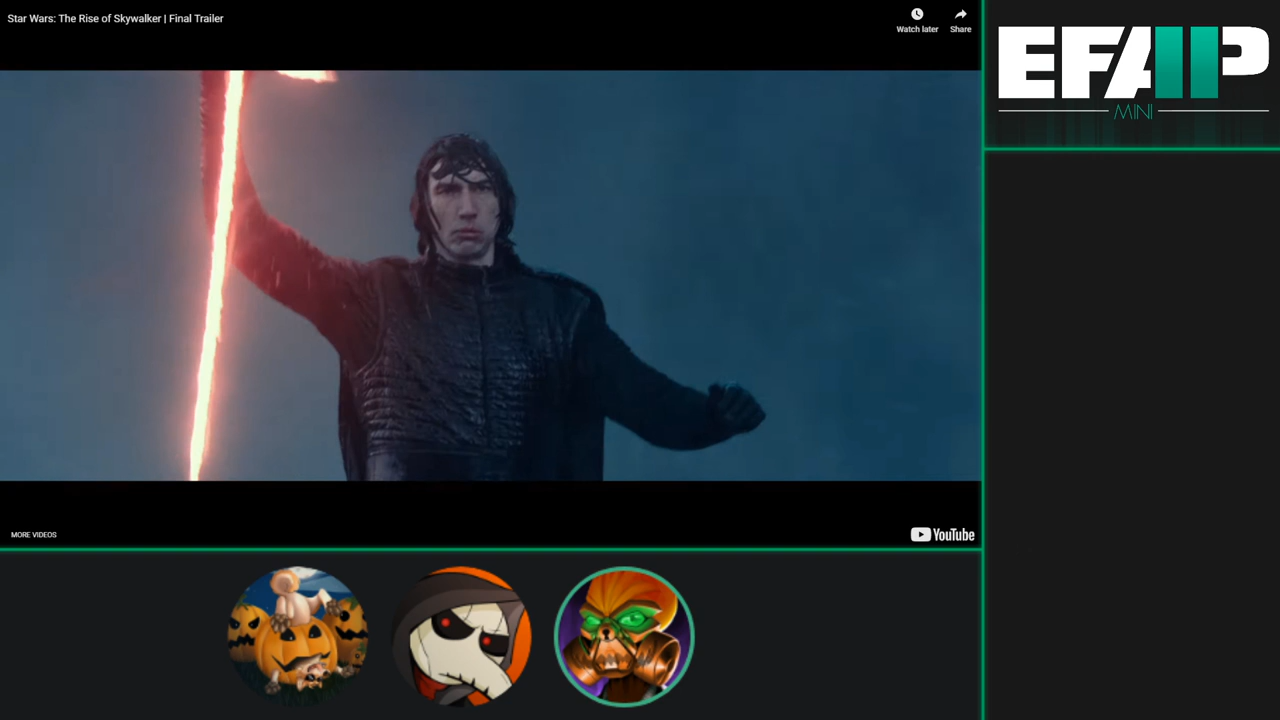 Star Wars: The Rise of Skywalker | Final Trailer
Watch later
Share
EFAP
MINI
MORE VIDEOS
YouTube